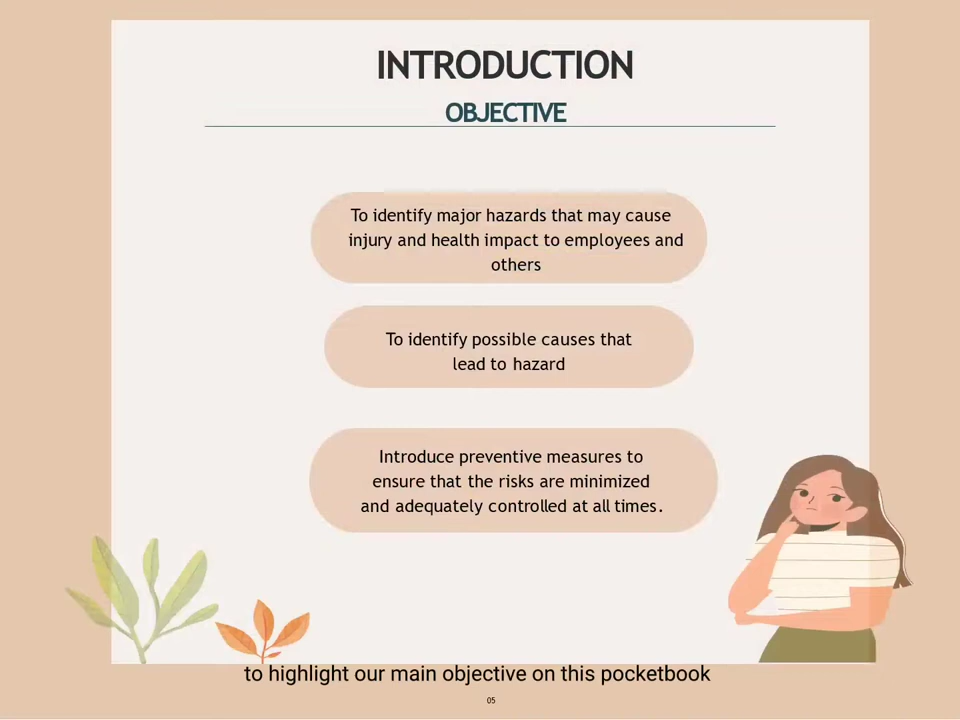 INTRODUCTION
OBJECTIVE
To identify major hazards that may cause
injury and health impact to employees and
others
To identify possible causes that
lead to hazard
Introduce preventive measures to
ensure that the risks are minimized
and adequately controlled at all times.
to highlight our main objective on this pocketbook
05